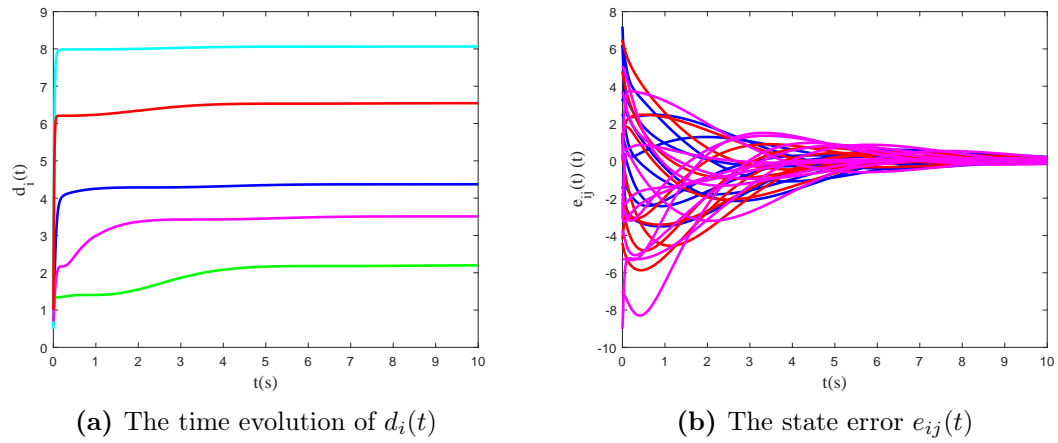 9
8
7
6
5
4
3
2
1
0
d_i(t)
0 1 2 3 4 5 6 7 8 9 10
t(s)
(a) The time evolution of d_i(t)
8
6
4
2
0
-2
-4
-6
-8
-10
e_ij(t) (t)
0 1 2 3 4 5 6 7 8 9 10
t(s)
(b) The state error e_ij(t)